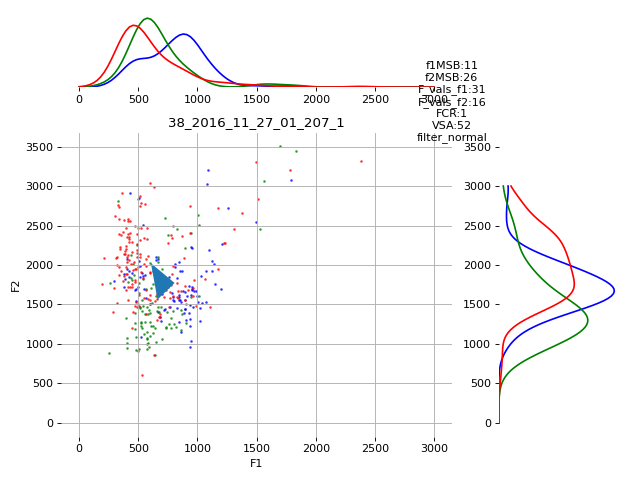 f1MSB:11
f2MSB:26
F_vals_f1:31
F_vals_f2:16
FCR:1
VSA:52
filter_normal
0 500 1000 1500 2000 2500 3000
38_2016_11_27_01_207_1
3500
3000
2500
2000
1500
1000
500
0
F2
0 500 1000 1500 2000 2500 3000
F1
3500
3000
2500
2000
1500
1000
500
0